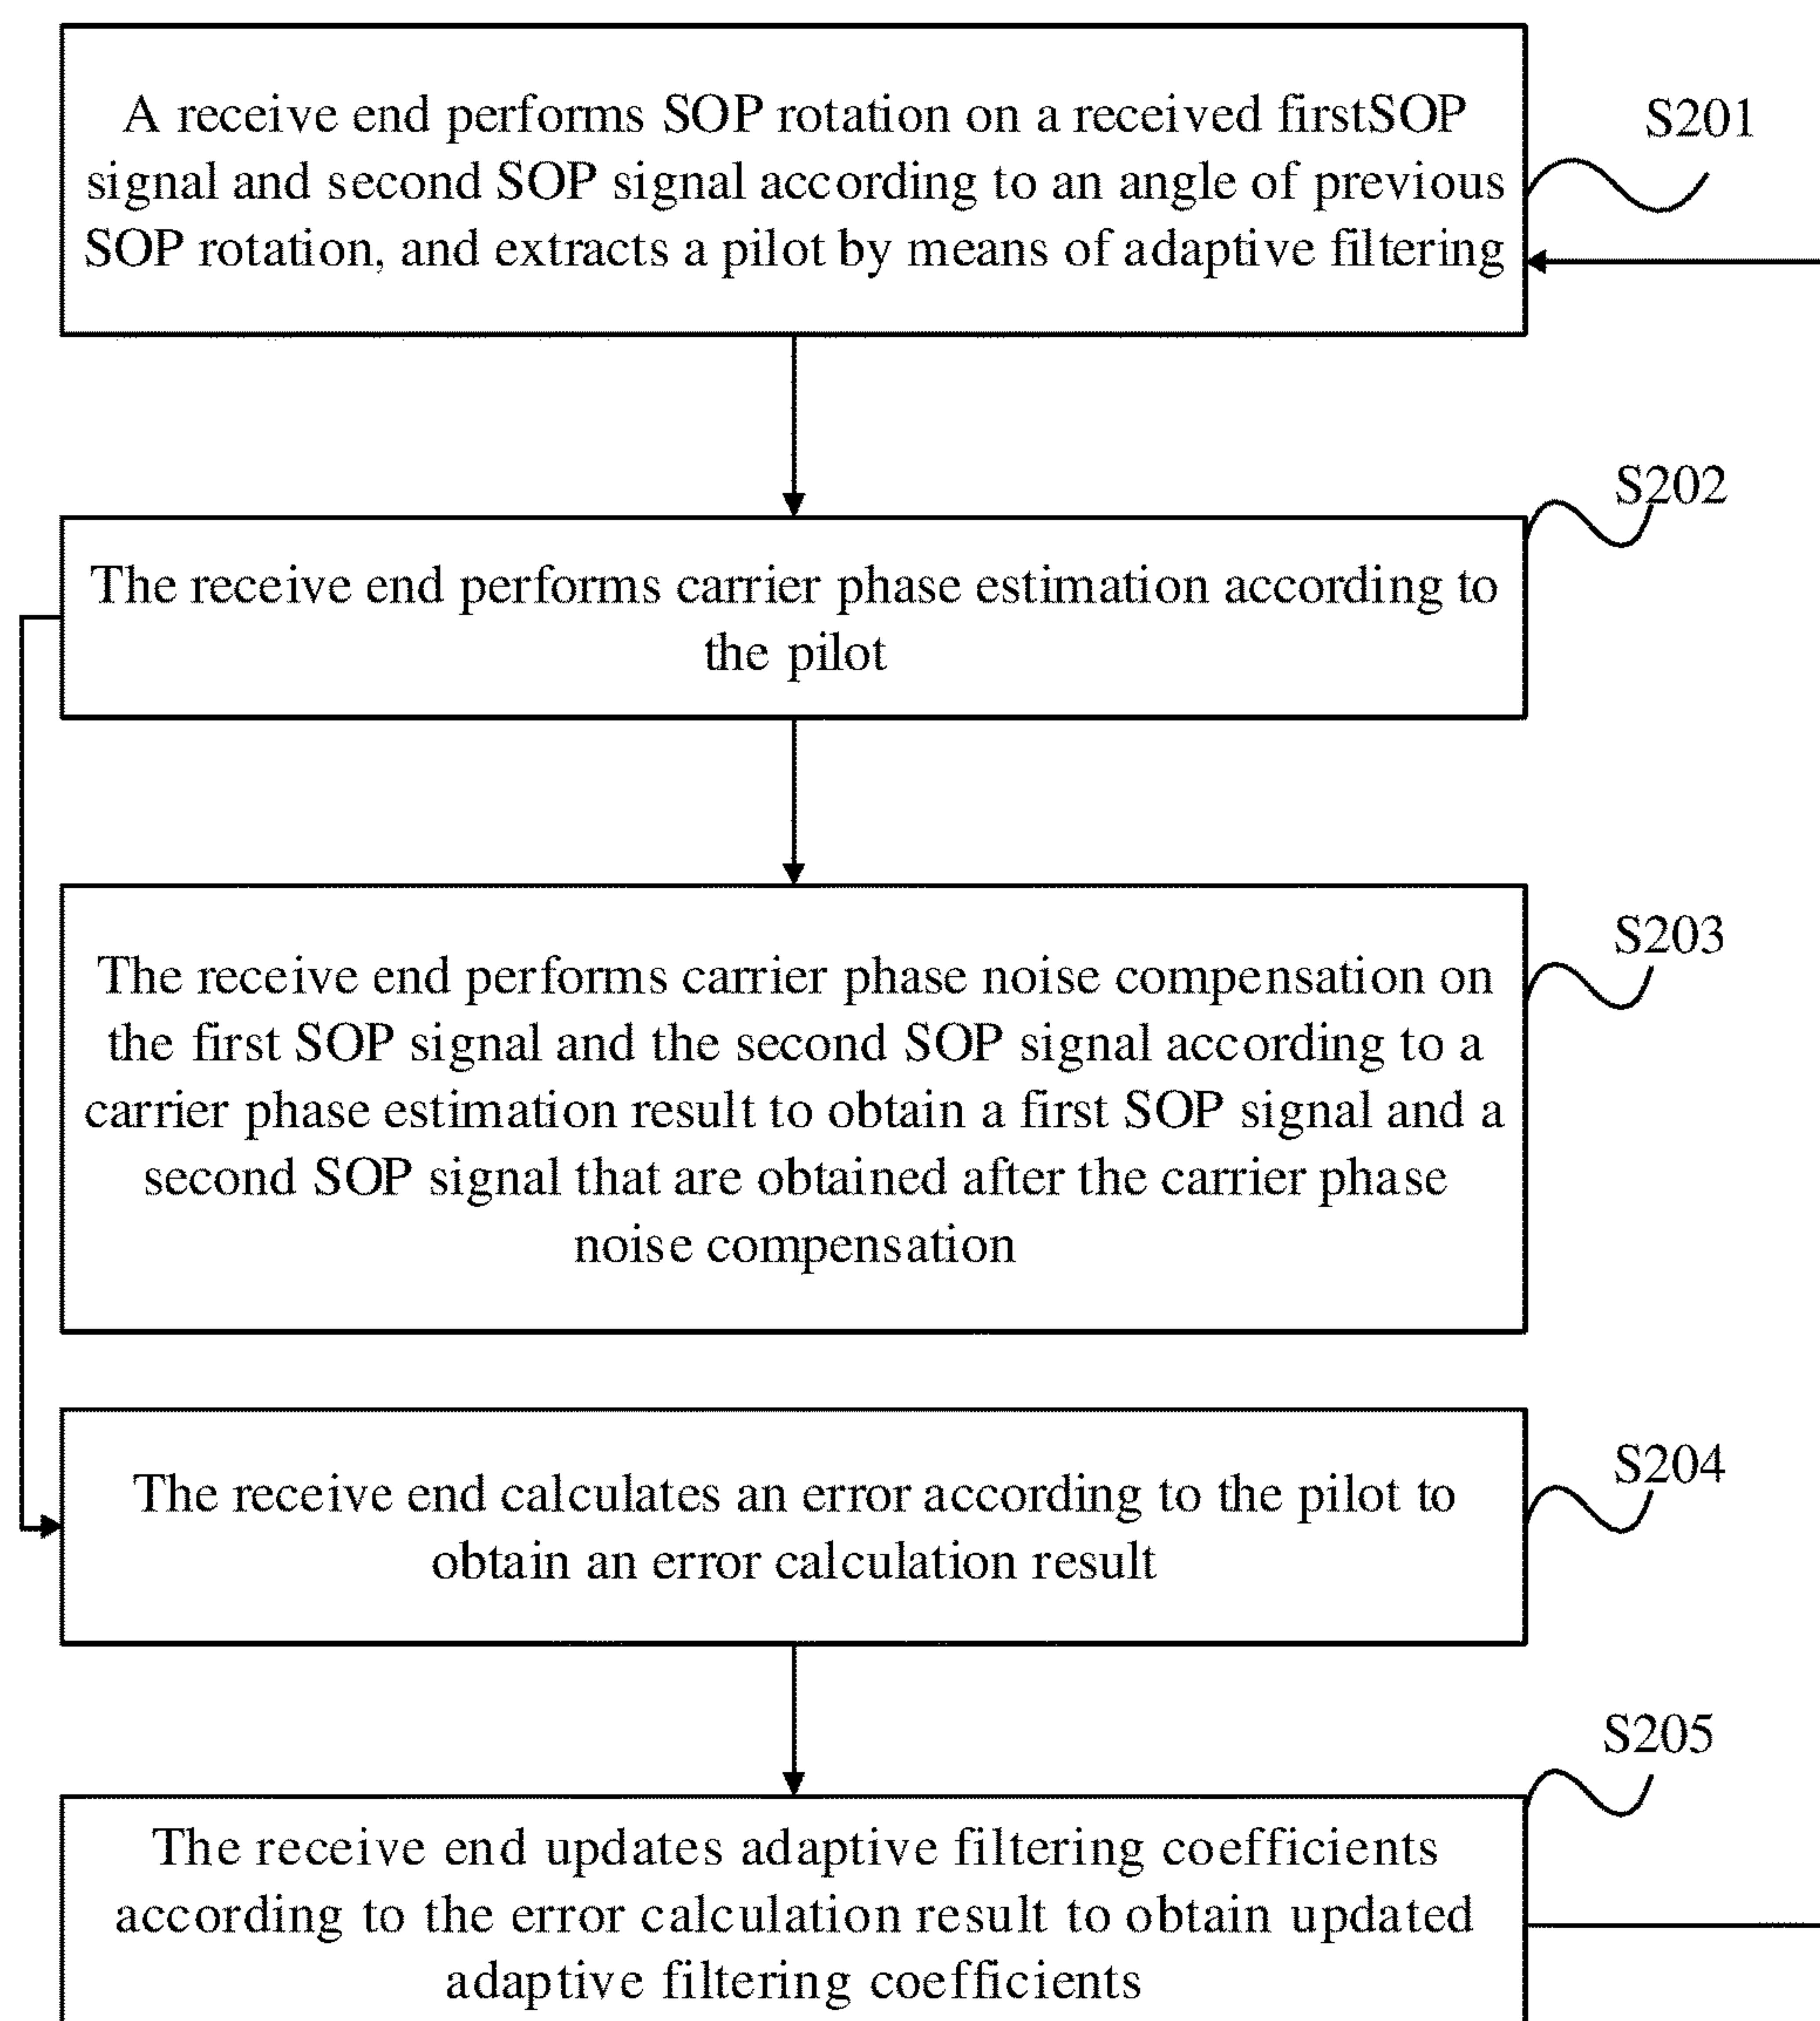 A receive end performs SOP rotation on a received firstSOP
signal and second SOP signal according to an angle of previous
SOP rotation, and extracts a pilot by means of adaptive filtering
S201
The receive end performs carrier phase estimation according to
the pilot
S202
The receive end performs carrier phase noise compensation on
the first SOP signal and the second SOP signal according to a
carrier phase estimation result to obtain a first SOP signal and a
second SOP signal that are obtained after the carrier phase
noise compensation
S203
The receive end calculates an error according to the pilot to
obtain an error calculation result
S204
The receive end updates adaptive filtering coefficients
according to the error calculation result to obtain updated
adaptive filtering coefficients
S205